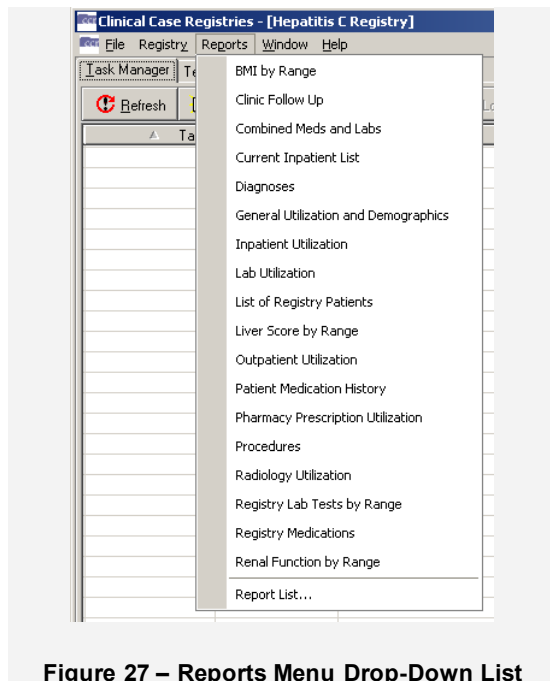 Clinical Case Registries - [Hepatitis C Registry]
File Registry Reports Window Help
Task Manager
Refresh
BMI by Range
Clinic Follow Up
Combined Meds and Labs
Current Inpatient List
Diagnoses
General Utilization and Demographics
Inpatient Utilization
Lab Utilization
List of Registry Patients
Liver Score by Range
Outpatient Utilization
Patient Medication History
Pharmacy Prescription Utilization
Procedures
Radiology Utilization
Registry Lab Tests by Range
Registry Medications
Renal Function by Range
Report List...
Figure 27 – Reports Menu Drop-Down List